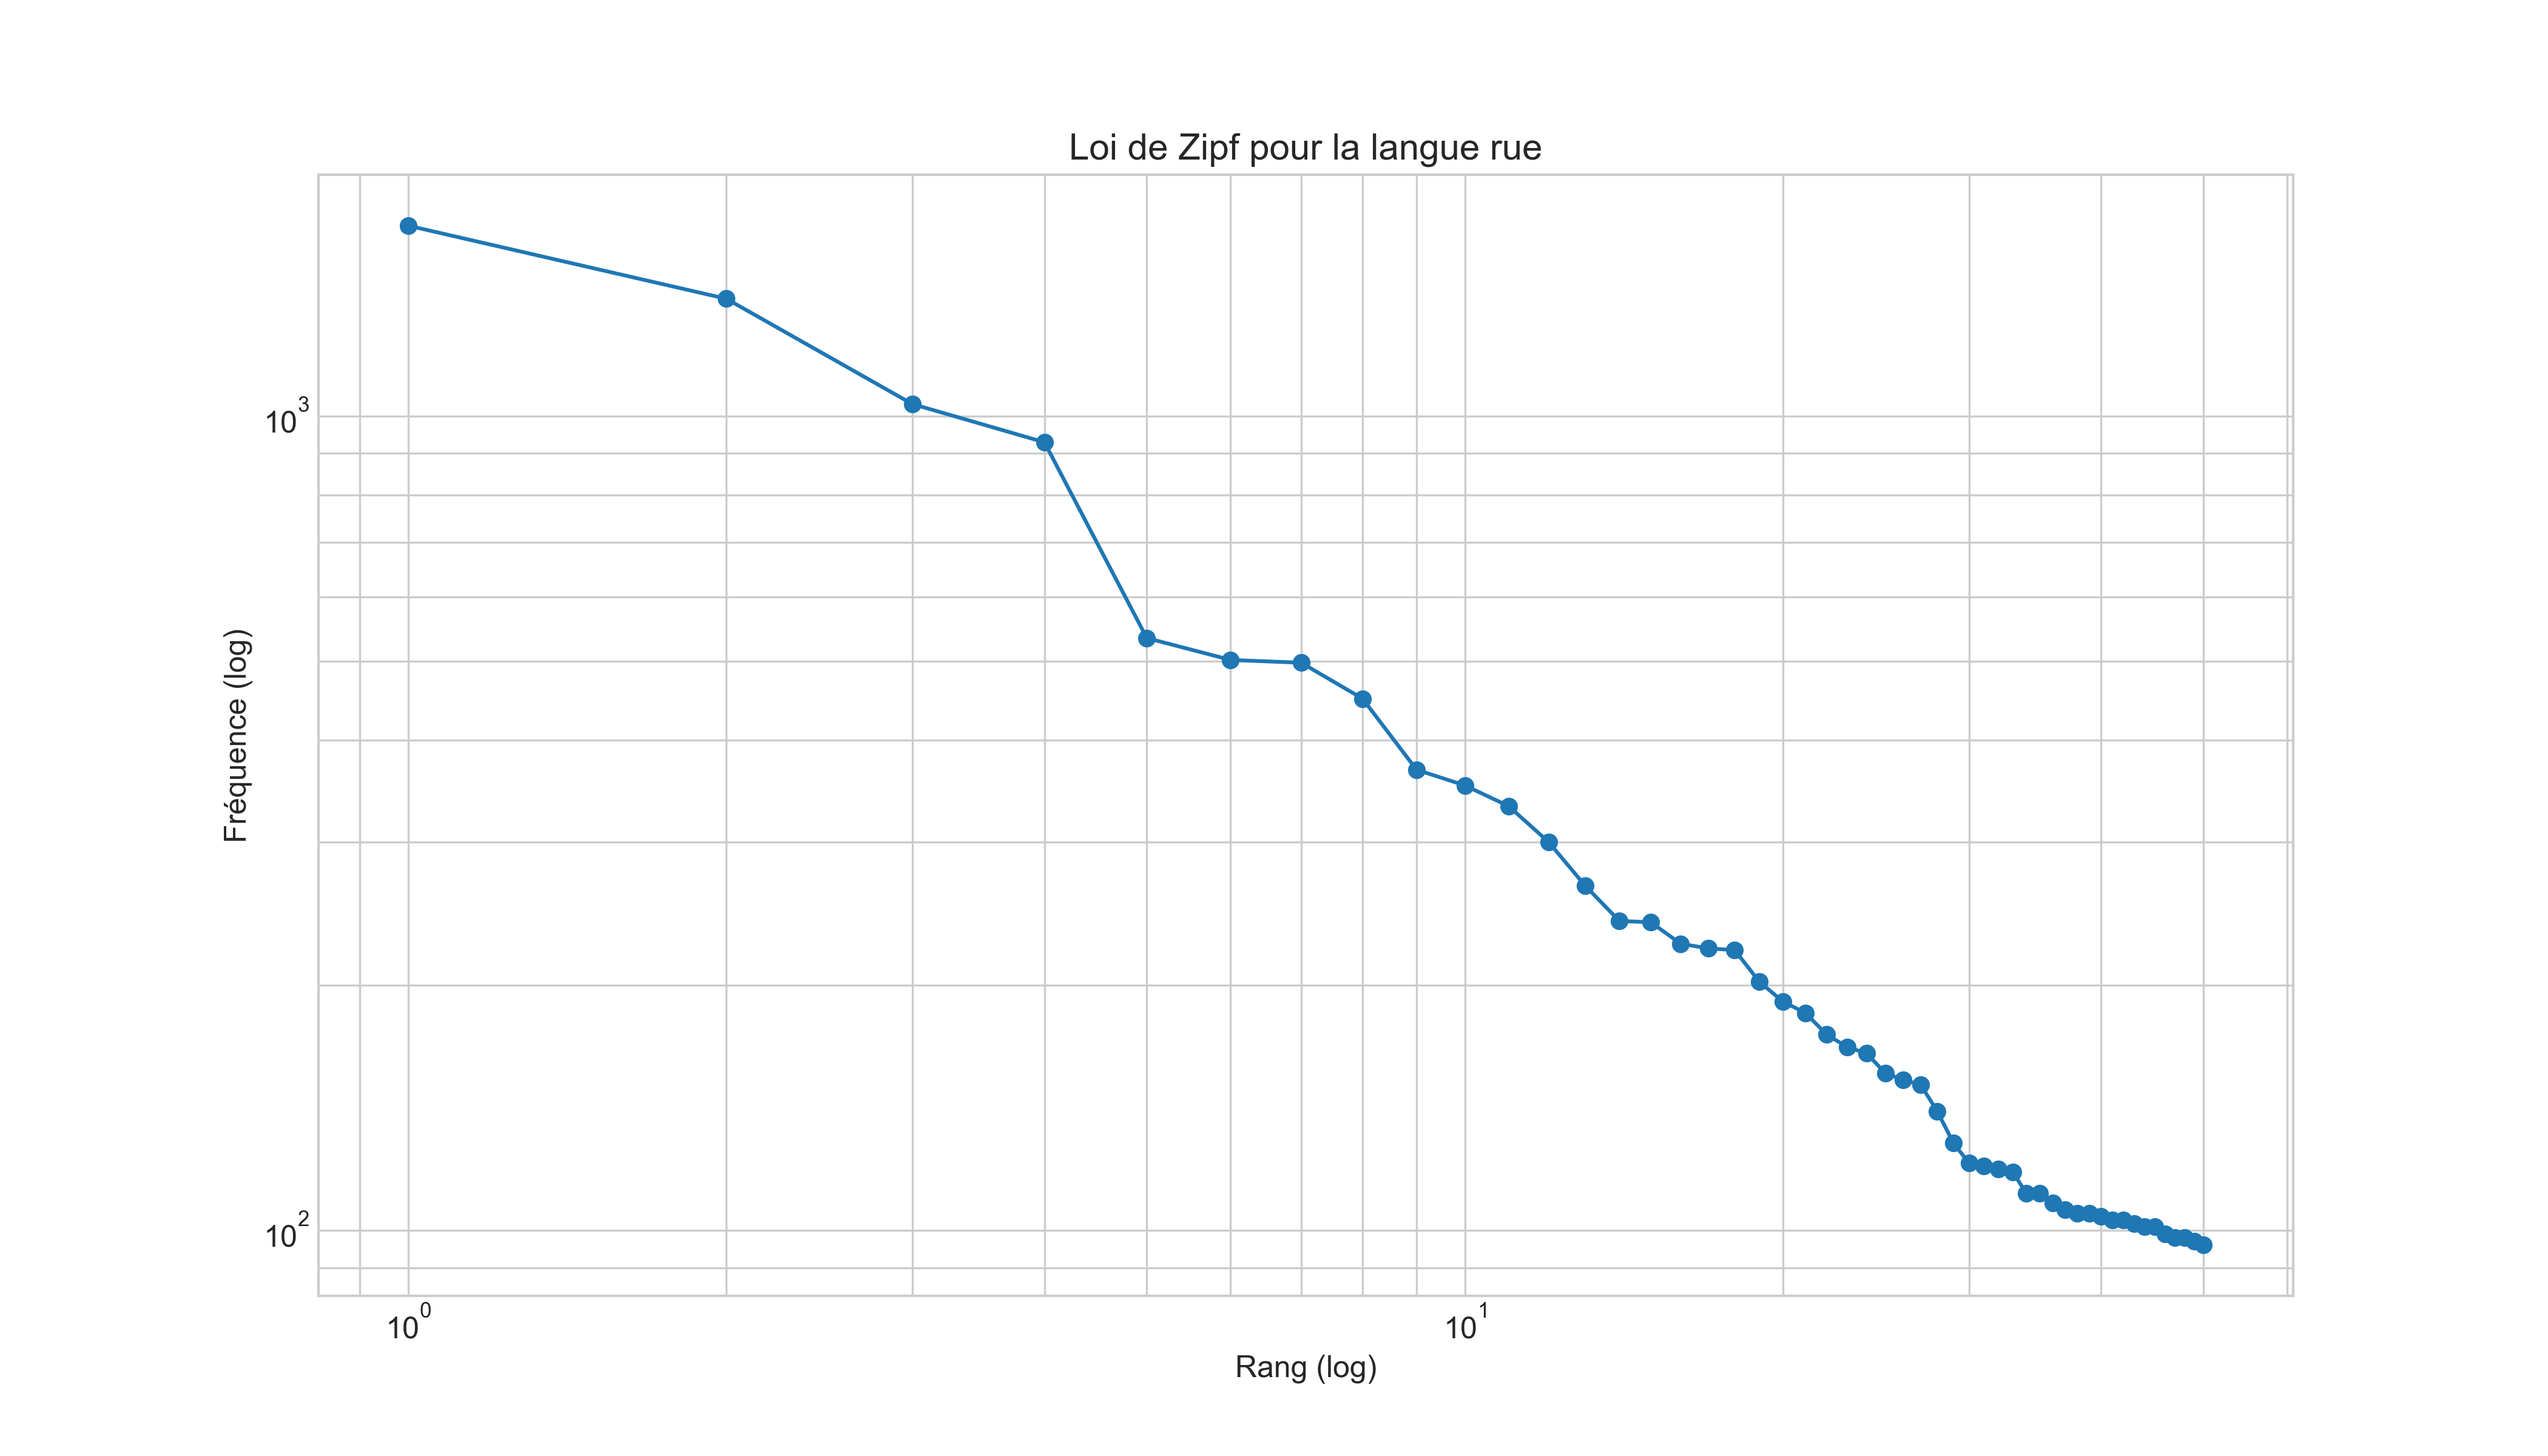 Loi de Zipf pour la langue rue
10³
10²
Fréquence (log)
10⁰ 10¹
Rang (log)